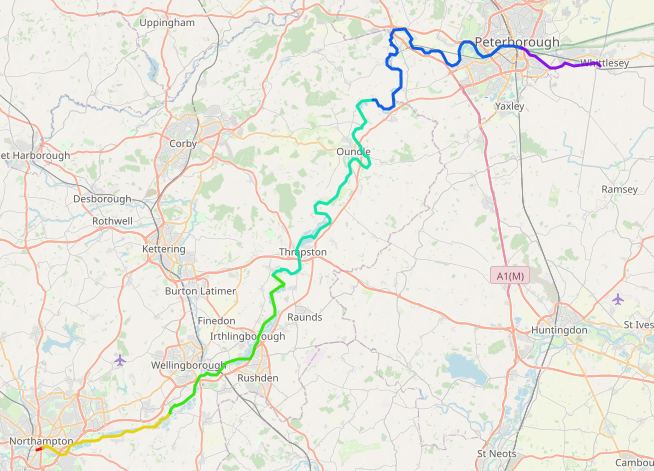 Uppingham
Peterborough
Whittlesey
Yaxley
Corby
et Harborough
Oundle
Desborough
Ramsey
Rothwell
Kettering
Thrapston
A1(M)
Burton Latimer
Finedon
Raunds
Huntingdon
St Ives
Irthlingborough
Wellingborough
Rushden
Northampton
St Neots
Cambou